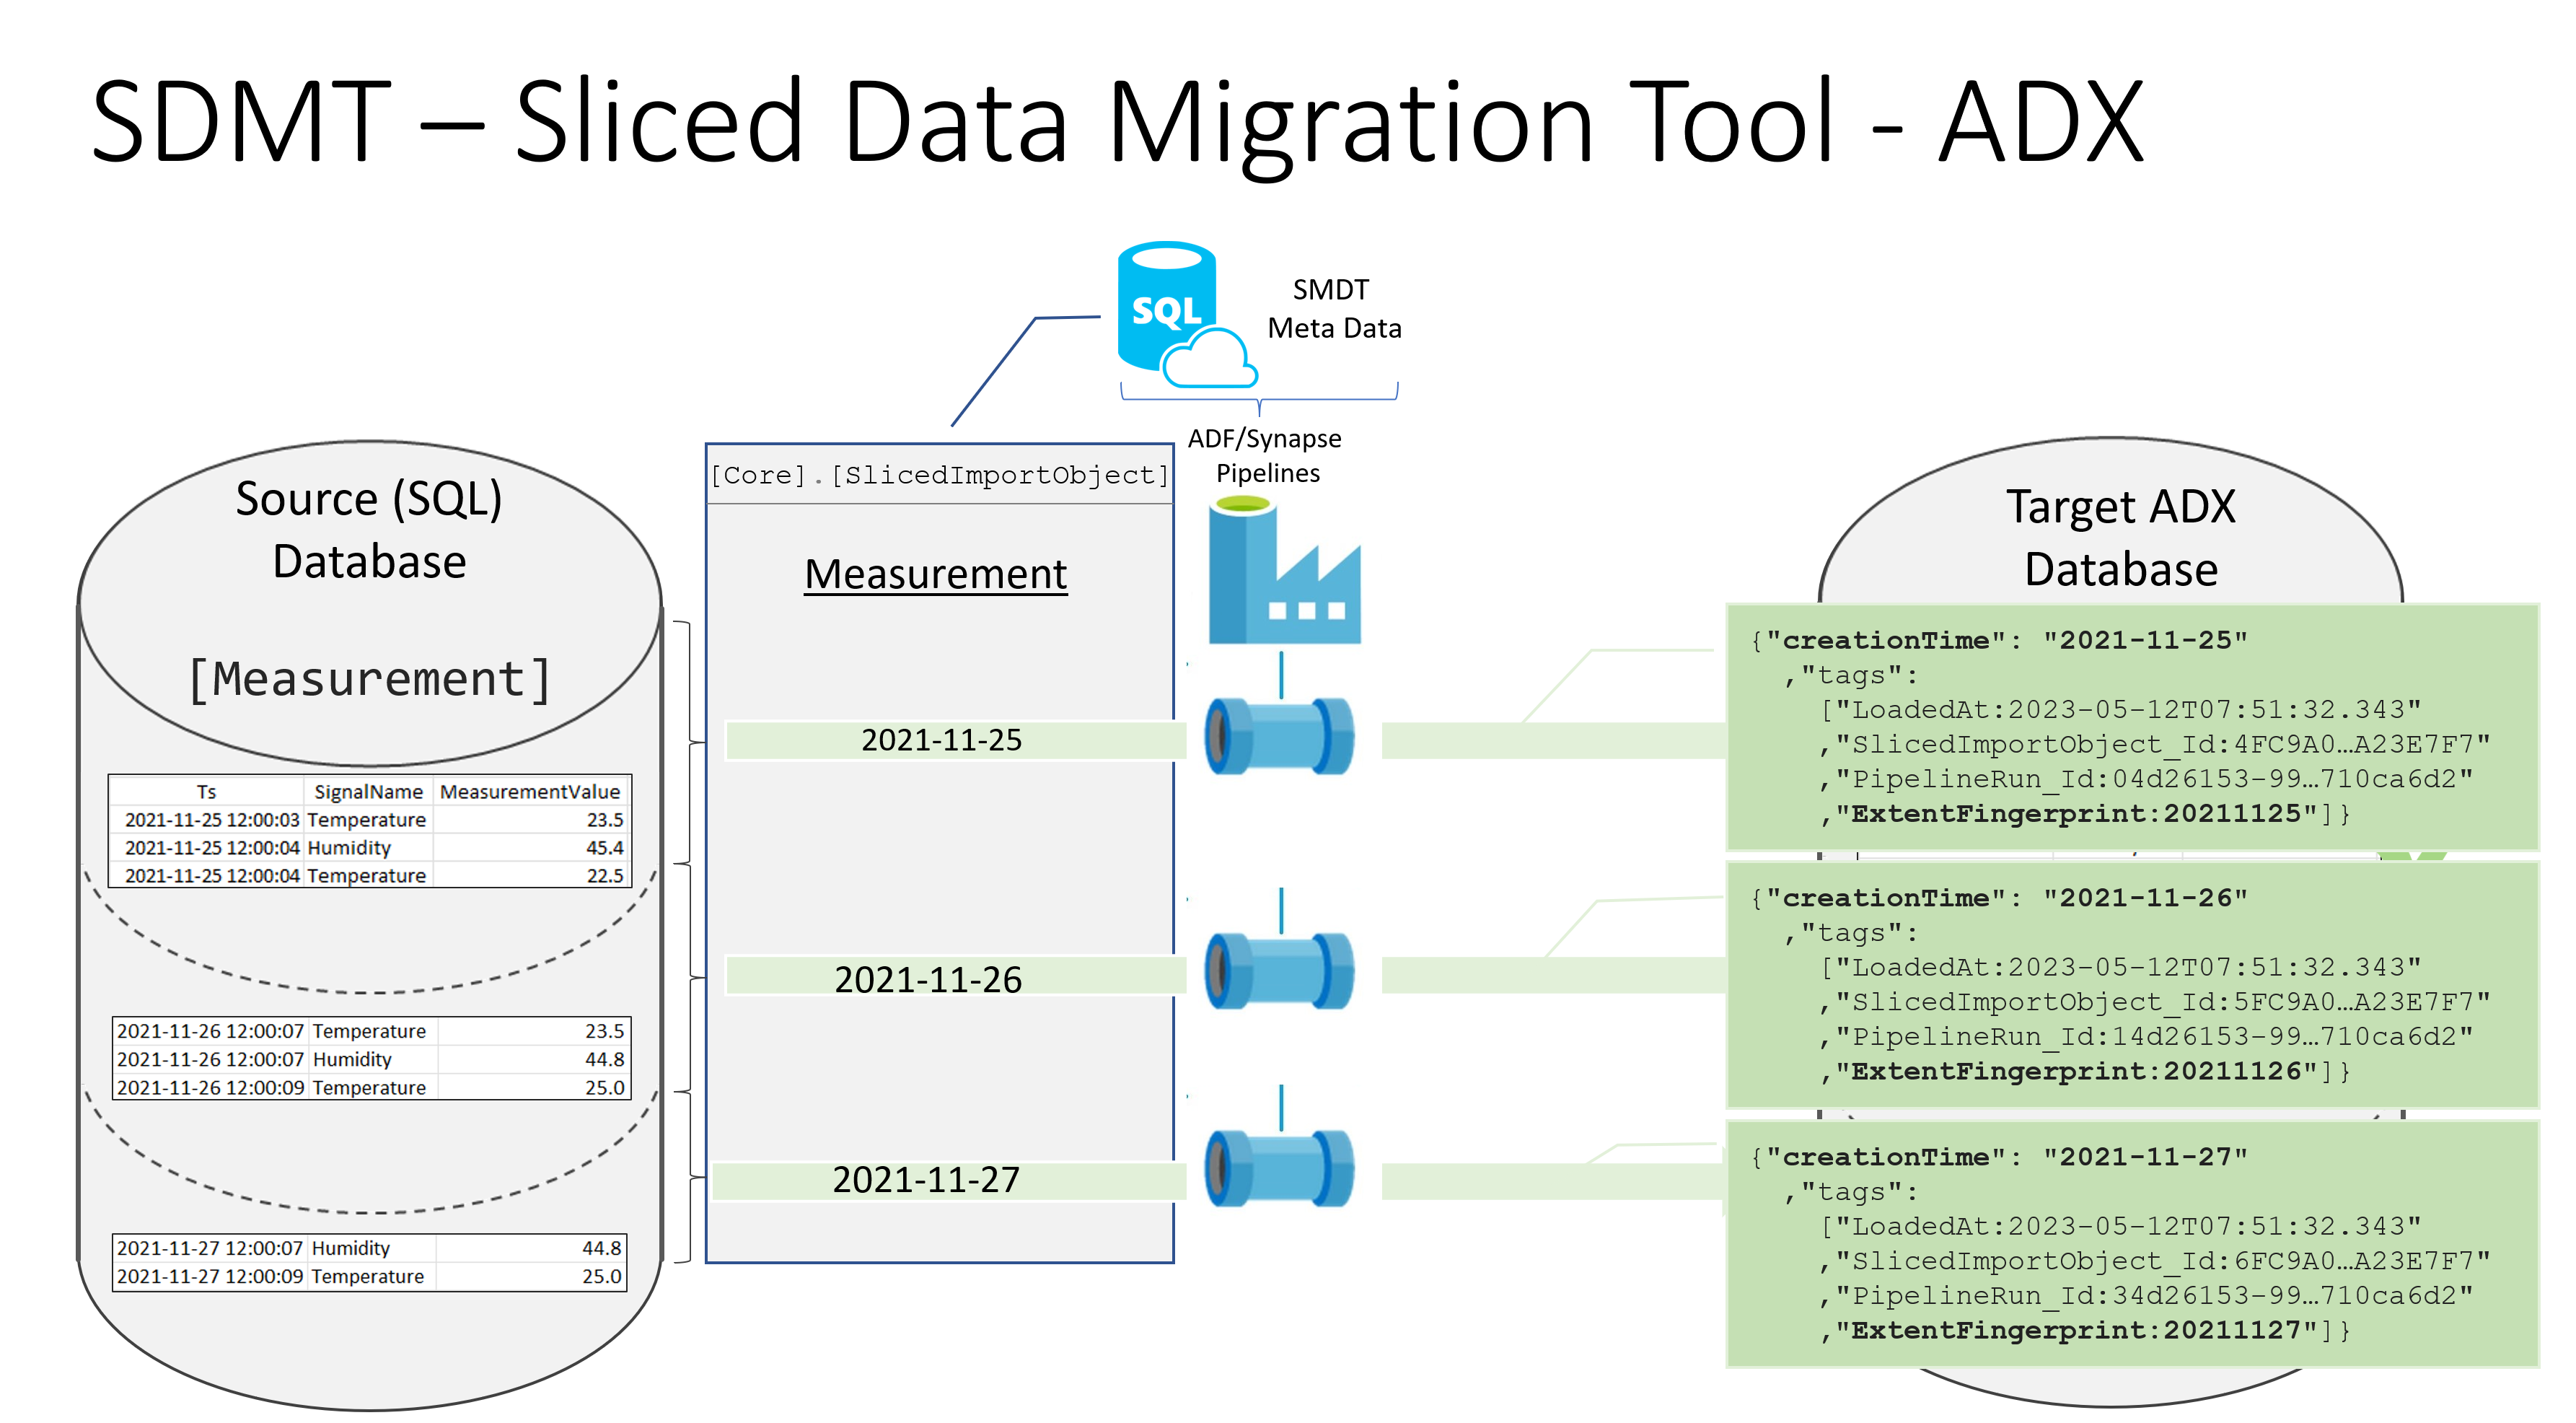 SDMT – Sliced Data Migration Tool - ADX
SQL
SMDT
Meta Data
ADF/Synapse
Pipelines
Source (SQL)
Database
[Measurement]
Ts SignalName MeasurementValue
2021-11-25 12:00:03 Temperature 23.5
2021-11-25 12:00:04 Humidity 45.4
2021-11-25 12:00:04 Temperature 22.5
2021-11-26 12:00:07 Temperature 23.5
2021-11-26 12:00:07 Humidity 44.8
2021-11-26 12:00:09 Temperature 25.0
2021-11-27 12:00:07 Humidity 44.8
2021-11-27 12:00:09 Temperature 25.0
[Core].[SlicedImportObject]
Measurement
2021-11-25
2021-11-26
2021-11-27
Target ADX
Database
{"creationTime": "2021-11-25"
,"tags":
["LoadedAt:2023-05-12T07:51:32.343"
,"SlicedImportObject_Id:4FC9A0…A23E7F7"
,"PipelineRun_Id:04d26153-99…710ca6d2"
,"ExtentFingerprint:20211125"]}
{"creationTime": "2021-11-26"
,"tags":
["LoadedAt:2023-05-12T07:51:32.343"
,"SlicedImportObject_Id:5FC9A0…A23E7F7"
,"PipelineRun_Id:14d26153-99…710ca6d2"
,"ExtentFingerprint:20211126"]}
{"creationTime": "2021-11-27"
,"tags":
["LoadedAt:2023-05-12T07:51:32.343"
,"SlicedImportObject_Id:6FC9A0…A23E7F7"
,"PipelineRun_Id:34d26153-99…710ca6d2"
,"ExtentFingerprint:20211127"]}